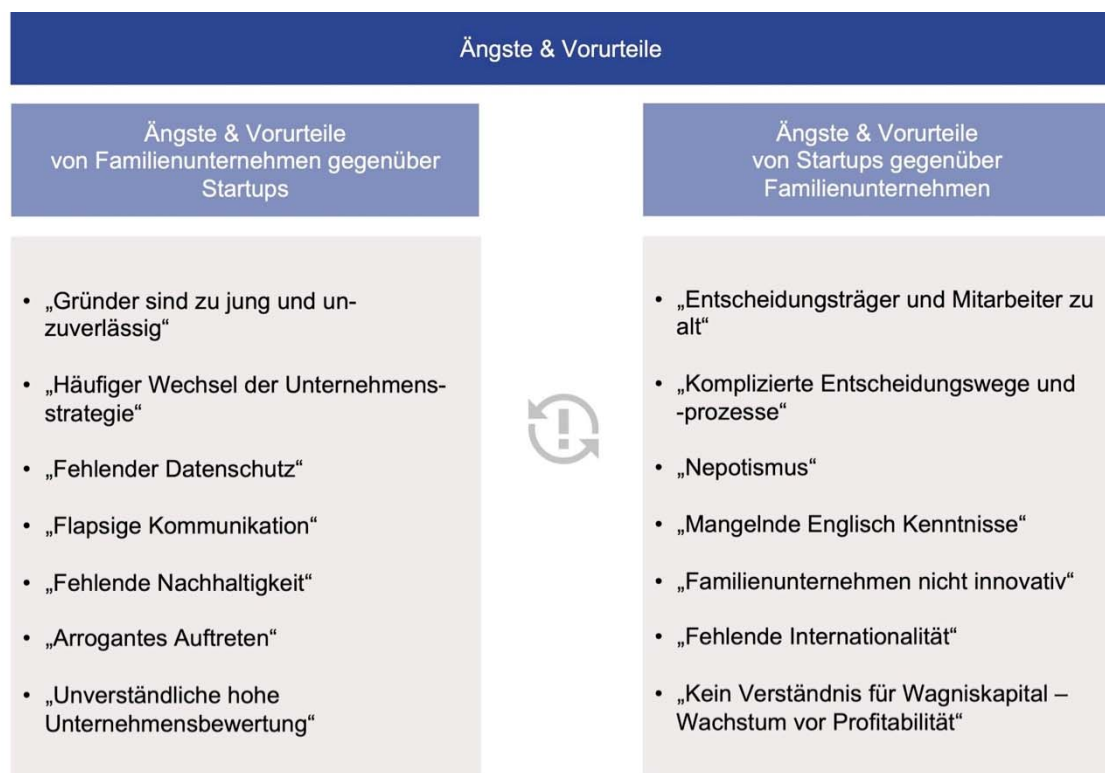 Ängste & Vorurteile
Ängste & Vorurteile
von Familienunternehmen gegenüber
Startups
• „Gründer sind zu jung und un-
zuverlässig“
• „Häufiger Wechsel der Unternehmens-
strategie“
• „Fehlender Datenschutz“
• „Flapsige Kommunikation“
• „Fehlende Nachhaltigkeit“
• „Arrogantes Auftreten“
• „Unverständliche hohe
Unternehmensbewertung“
Ängste & Vorurteile
von Startups gegenüber
Familienunternehmen
• „Entscheidungsträger und Mitarbeiter zu
alt“
• „Komplizierte Entscheidungswege und
-prozesse“
• „Nepotismus“
• „Mangelnde Englisch Kenntnisse“
• „Familienunternehmen nicht innovativ“
• „Fehlende Internationalität“
• „Kein Verständnis für Wagniskapital –
Wachstum vor Profitabilität“